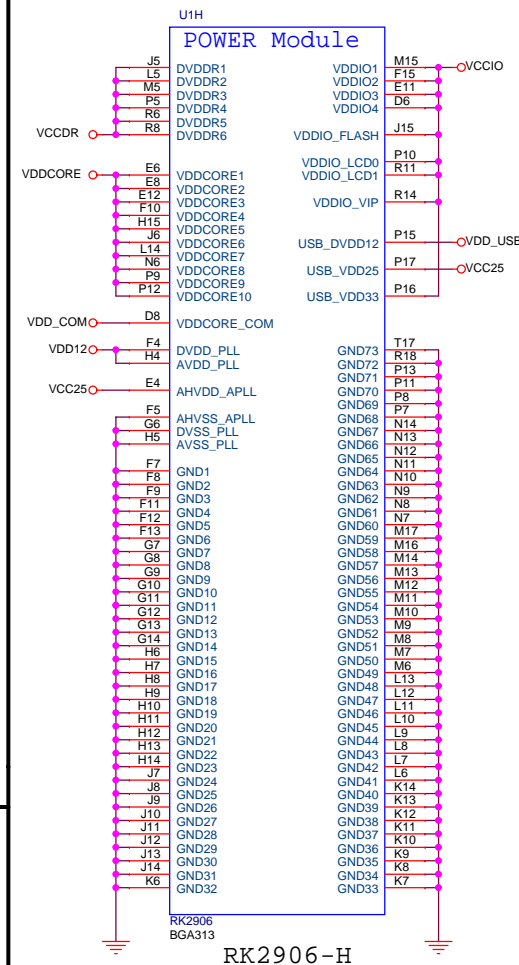 U1H
POWER Module
J5 DVDDR1
L5 DVDDR2
M5 DVDDR3
P5 DVDDR4
R6 DVDDR5
VCCDR R8 DVDDR6
VDDCORE E6 VDDCORE1
E8 VDDCORE2
E12 VDDCORE3
F10 VDDCORE4
H15 VDDCORE5
J6 VDDCORE6
L14 VDDCORE7
N6 VDDCORE8
P9 VDDCORE9
P12 VDDCORE10
VDD_COM D8 VDDCORE_COM
VDD12 F4 DVDD_PLL
H4 AVDD_PLL
VCC25 E4 AHVDD_APLL
F5 AHVSS_APLL
G6 DVSS_PLL
H5 AVSS_PLL
F7 GND1
F8 GND2
F9 GND3
F11 GND4
F12 GND5
F13 GND6
G7 GND7
G8 GND8
G9 GND9
G10 GND10
G11 GND11
G12 GND12
G13 GND13
G14 GND14
H6 GND15
H7 GND16
H8 GND17
H9 GND18
H10 GND19
H11 GND20
H12 GND21
H13 GND22
H14 GND23
J7 GND24
J8 GND25
J9 GND26
J10 GND27
J11 GND28
J12 GND29
J13 GND30
J14 GND31
K6 GND32
VDDIO1 M15 VCCIO
VDDIO2 F15
VDDIO3 E11
VDDIO4 D6
VDDIO_FLASH J15
VDDIO_LCD0 P10
VDDIO_LCD1 R11
VDDIO_VIP R14
USB_DVDD12 P15 VDD_USB
USB_VDD25 P17 VCC25
USB_VDD33 P16
GND73 T17
GND72 R18
GND71 P13
GND70 P11
GND69 P8
GND68 P7
GND67 N14
GND66 N13
GND65 N12
GND64 N11
GND63 N10
GND62 N9
GND61 N8
GND60 N7
GND59 M17
GND58 M16
GND57 M14
GND56 M13
GND55 M12
GND54 M11
GND53 M10
GND52 M9
GND51 M8
GND50 M7
GND49 M6
GND48 L13
GND47 L12
GND46 L11
GND45 L10
GND44 L9
GND43 L8
GND42 L7
GND41 L6
GND40 K14
GND39 K13
GND38 K12
GND37 K11
GND36 K10
GND35 K9
GND34 K8
GND33 K7
RK2906
BGA313
RK2906-H